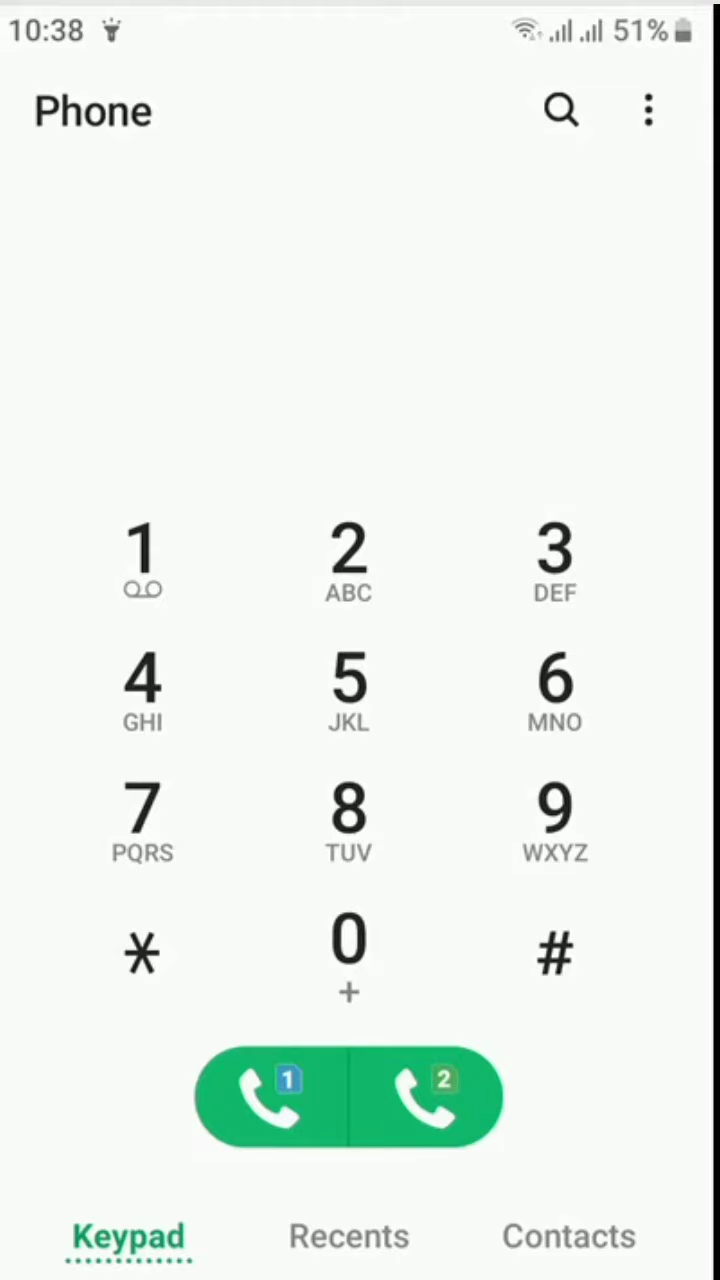 10:38 51%
Phone
1 2 3
ABC DEF
4 5 6
GHI JKL MNO
7 8 9
PQRS TUV WXYZ
* 0 #
+
1 2
Keypad Recents Contacts